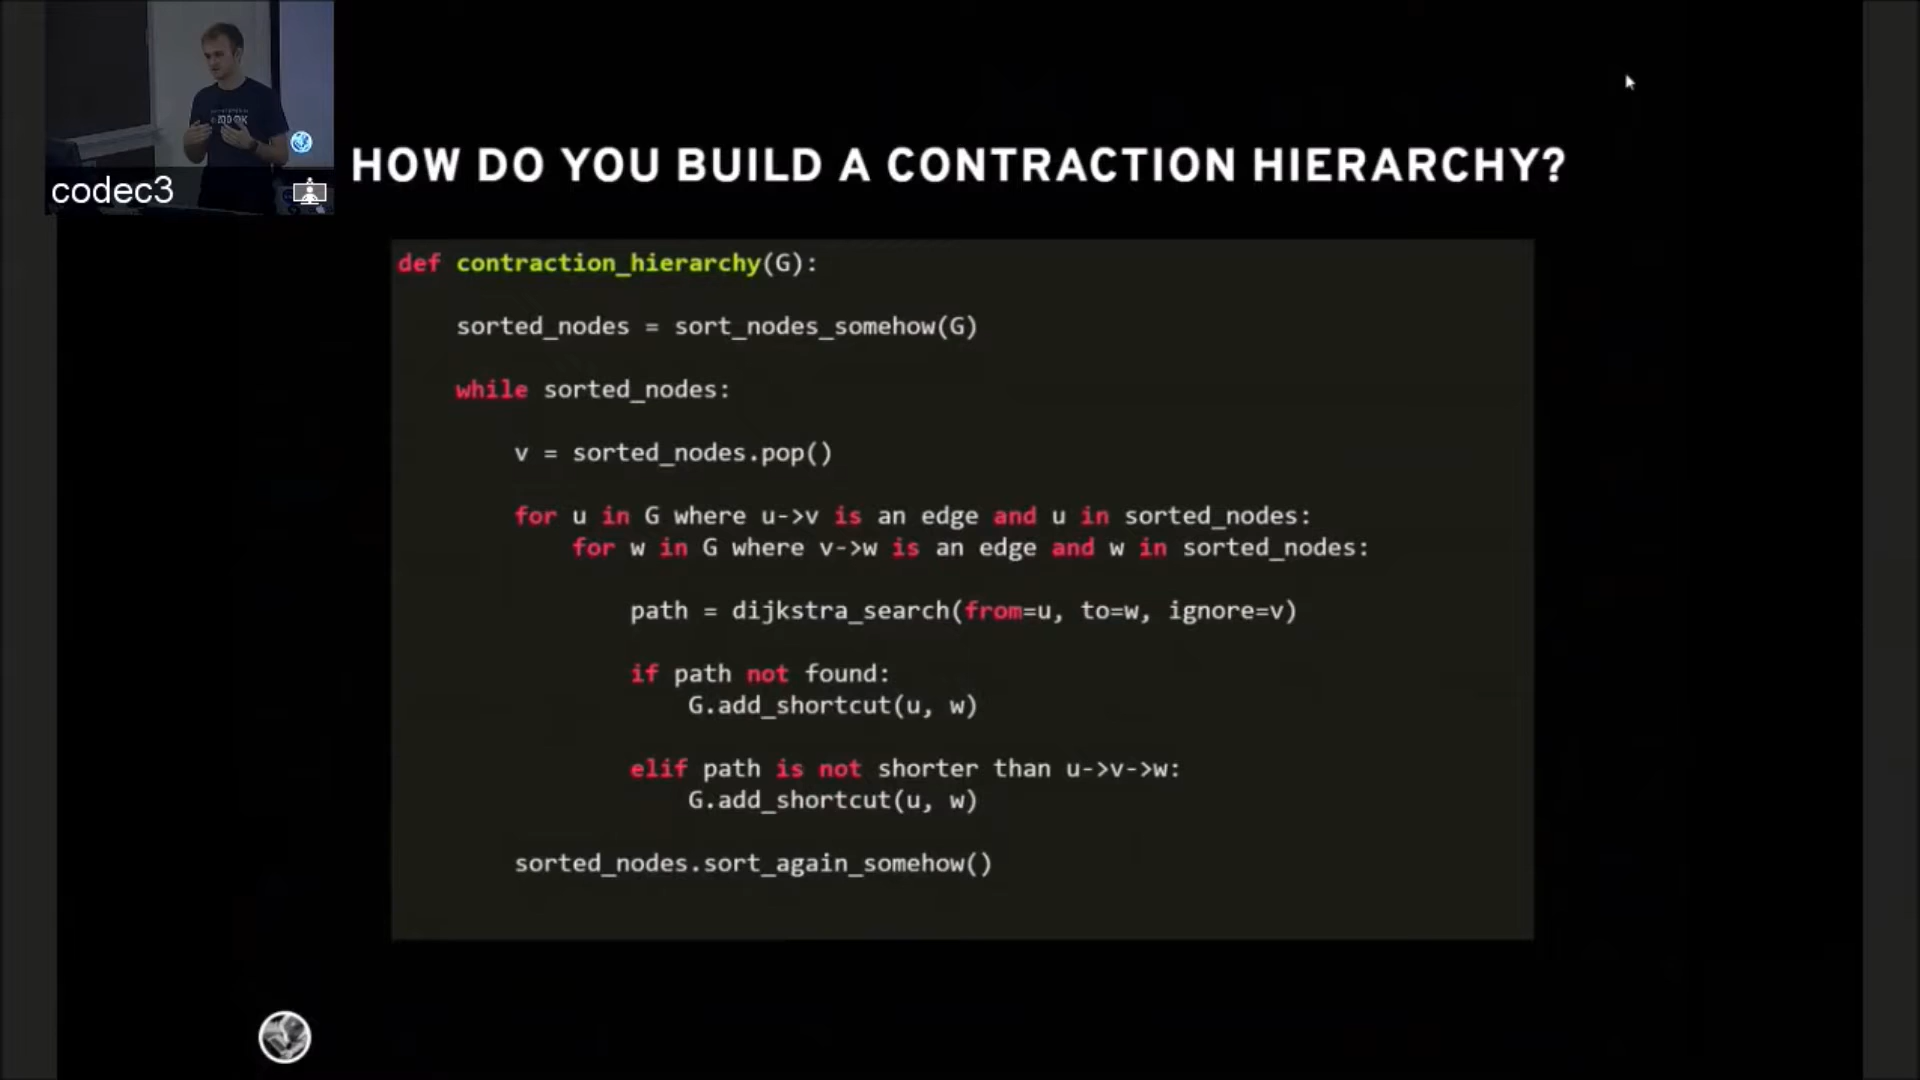 codec3
HOW DO YOU BUILD A CONTRACTION HIERARCHY?
def contraction_hierarchy(G):
sorted_nodes = sort_nodes_somehow(G)
while sorted_nodes:
v = sorted_nodes.pop()
for u in G where u->v is an edge and u in sorted_nodes:
for w in G where v->w is an edge and w in sorted_nodes:
path = dijkstra_search(from=u, to=w, ignore=v)
if path not found:
G.add_shortcut(u, w)
elif path is not shorter than u->v->w:
G.add_shortcut(u, w)
sorted_nodes.sort_again_somehow()